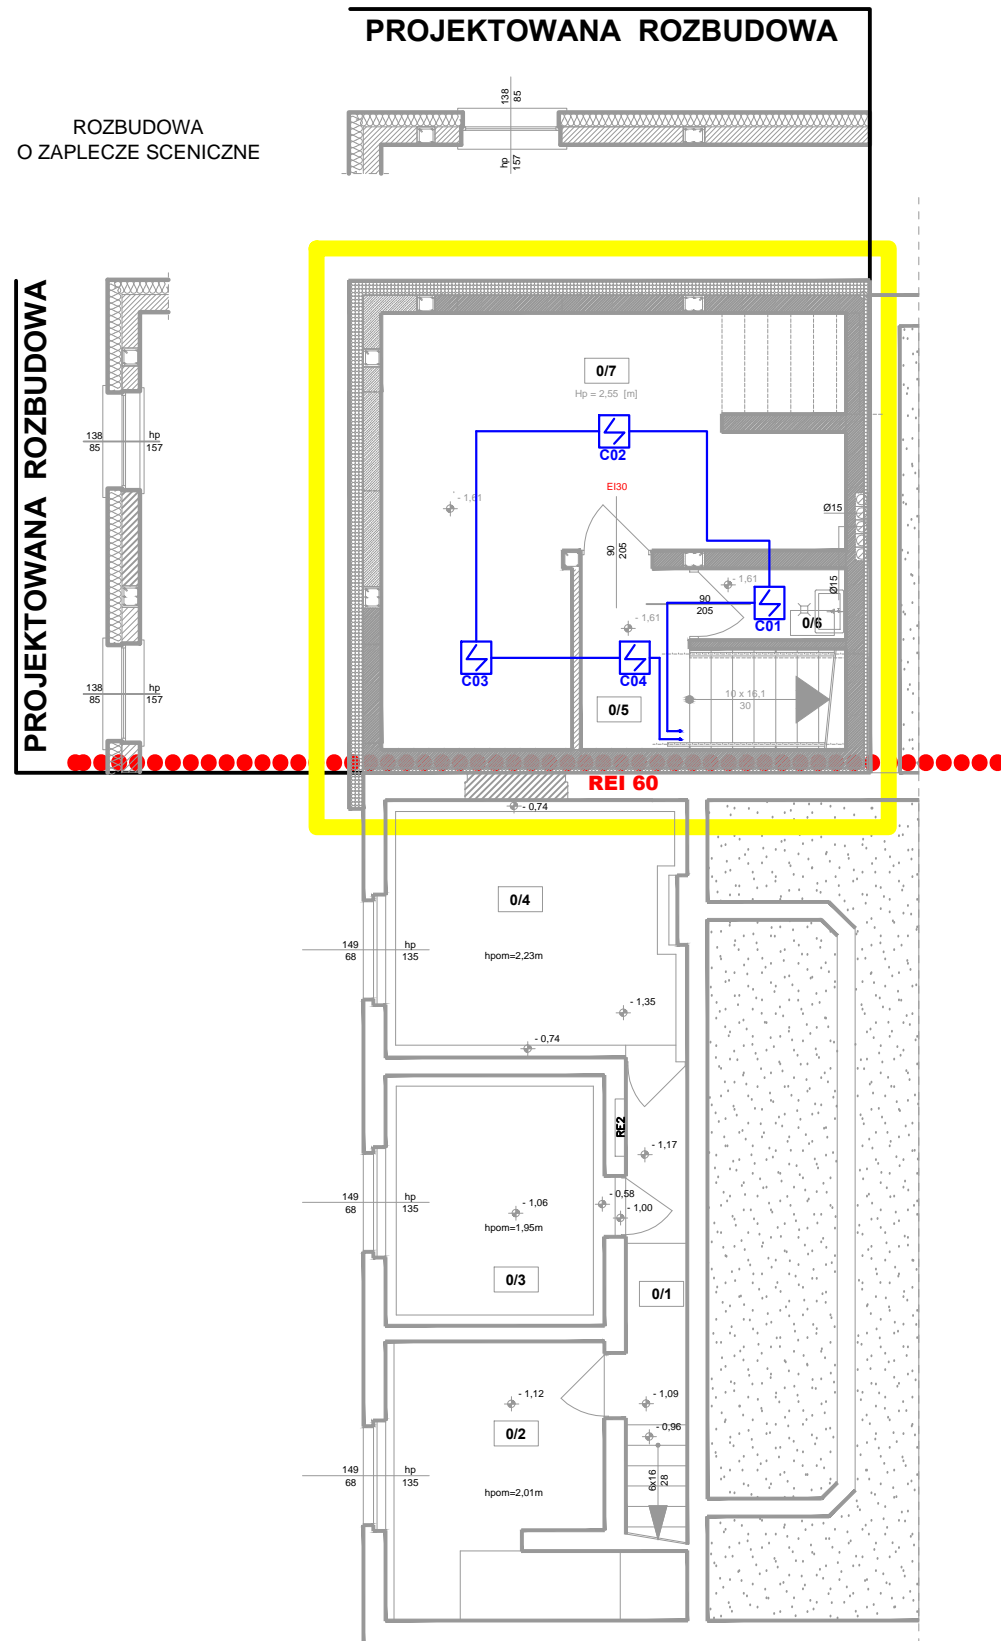 PROJEKTOWANA ROZBUDOWA
138
85
hp
157
ROZBUDOWA
O ZAPLECZE SCENICZNE
PROJEKTOWANA ROZBUDOWA
138
85
hp
157
138
85
hp
157
0/7
Hp = 2,55 [m]
C02
EI30
- 1,61
90
205
Ø15
Ø15
- 1,61
90
205
C01
0/6
- 1,61
C03
C04
0/5
10 x 16,1
30
REI 60
- 0,74
0/4
149
68
hp
135
hpom=2,23m
- 1,35
- 0,74
RE2
- 1,17
149
68
hp
135
- 1,06
- 0,58
- 1,00
hpom=1,95m
0/3
0/1
- 1,12
- 1,09
0/2
- 0,96
149
68
hp
135
6x16
28
hpom=2,01m